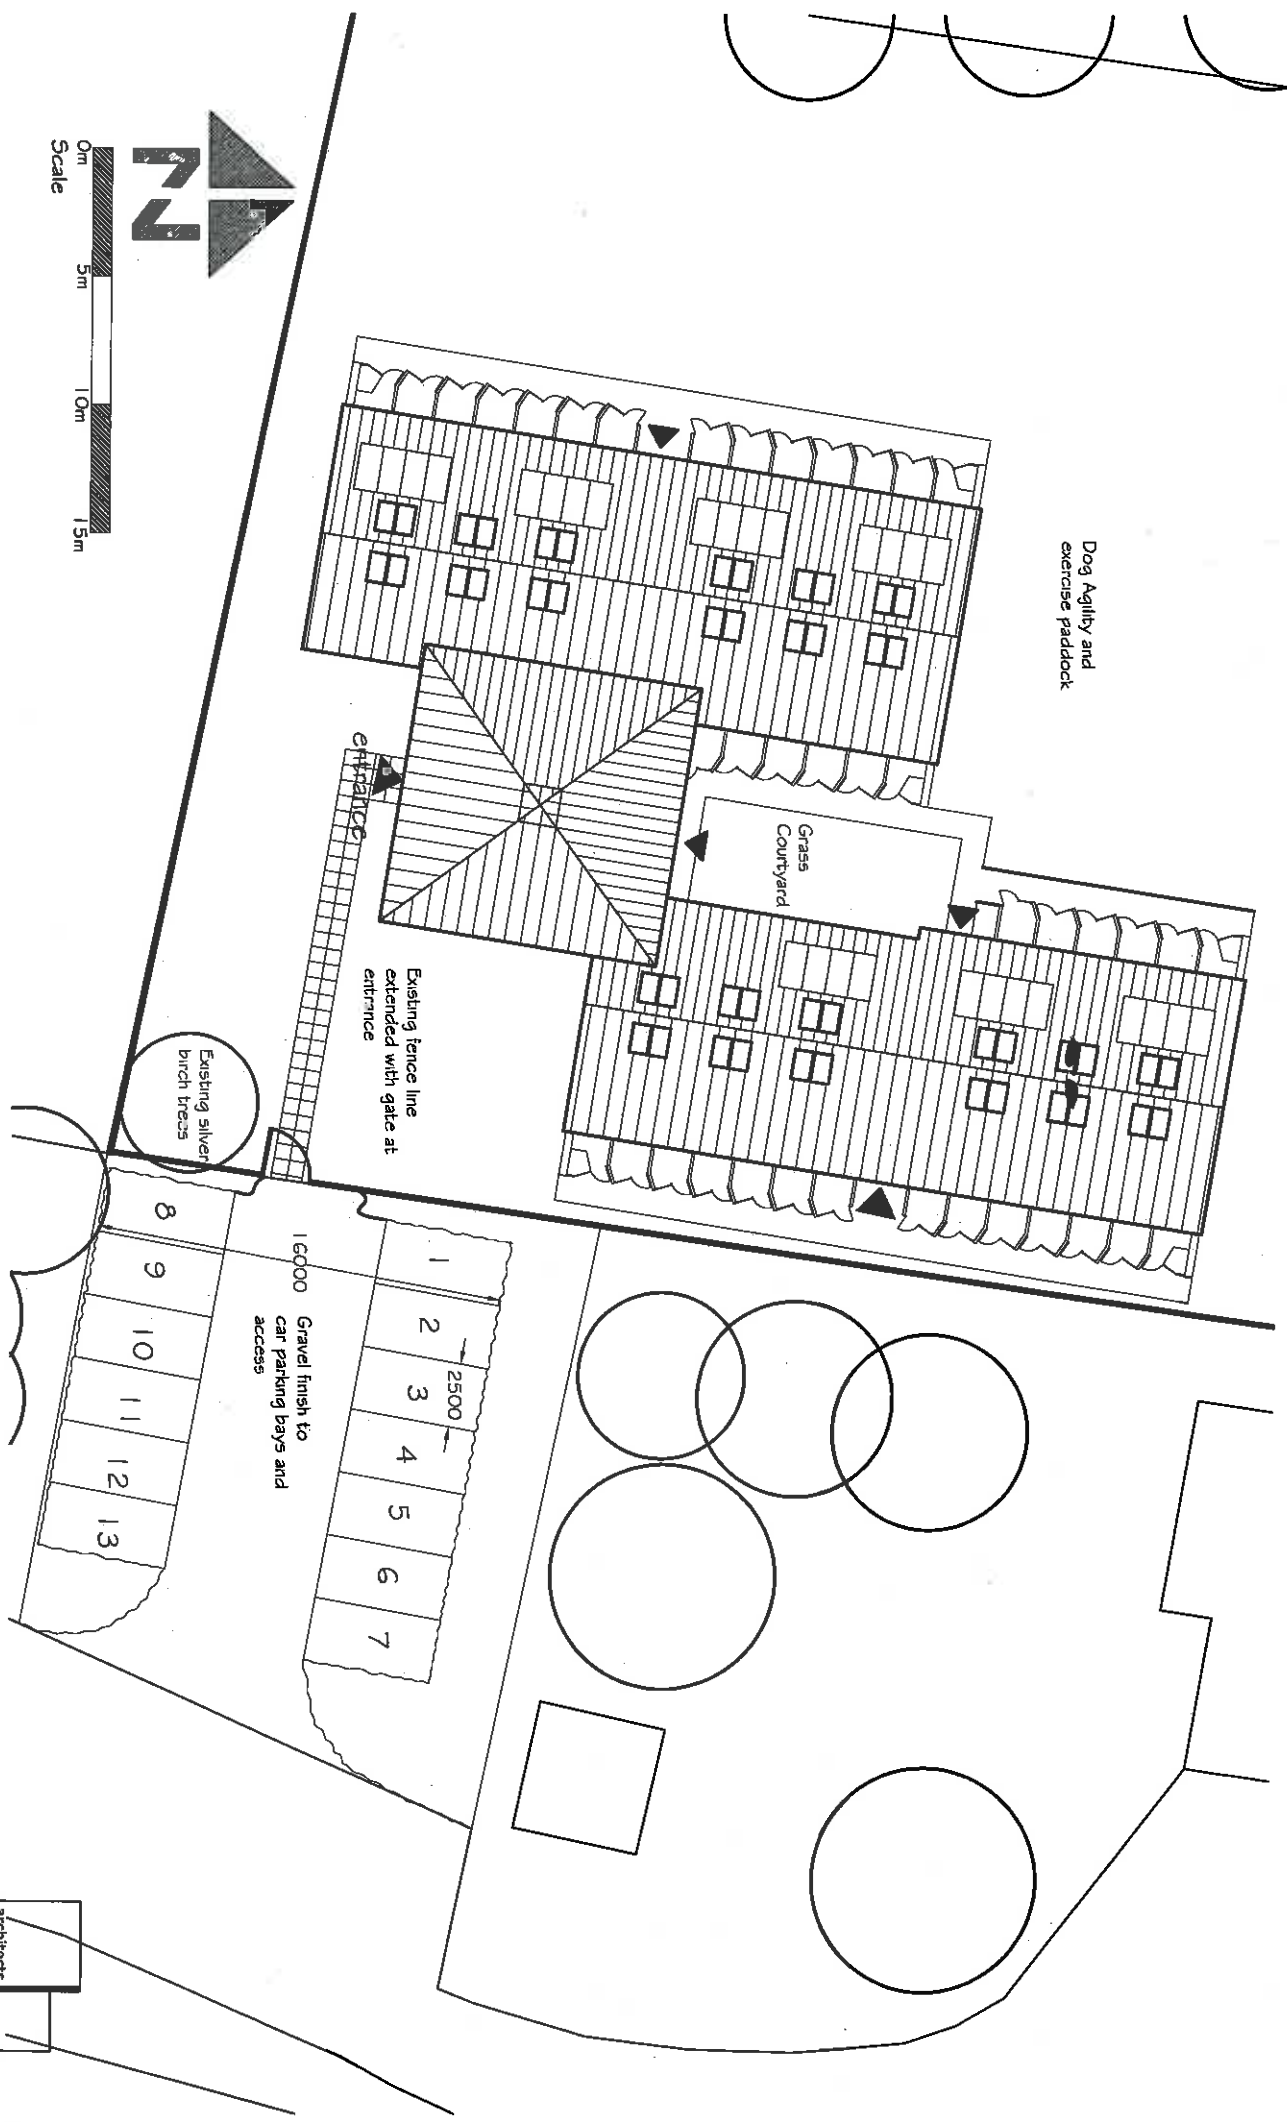 Dog Agility and
exercise paddock
Grass
Courtyard
entrance
Existing fence line
extended with gate at
entrance
Existing silver
birch trees
N
0m
5m
10m
15m
Scale
1
2
3
4
5
6
7
2500
16000
Gravel finish to
car parking bays and
access
8
9
10
11
12
13
architects